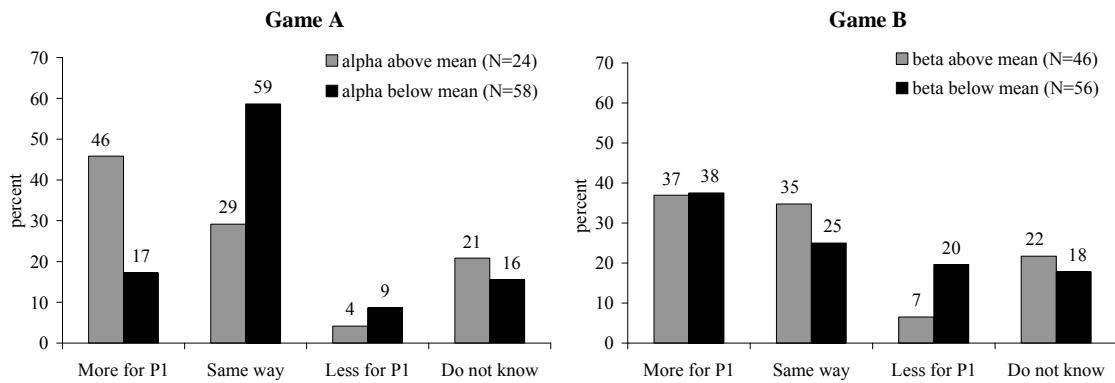 Game A
alpha above mean (N=24)
alpha below mean (N=58)
percent
70
60
50
40
30
20
10
0
46
17
29
59
4
9
21
16
More for P1
Same way
Less for P1
Do not know
Game B
beta above mean (N=46)
beta below mean (N=56)
percent
70
60
50
40
30
20
10
0
37
38
35
25
7
20
22
18
More for P1
Same way
Less for P1
Do not know